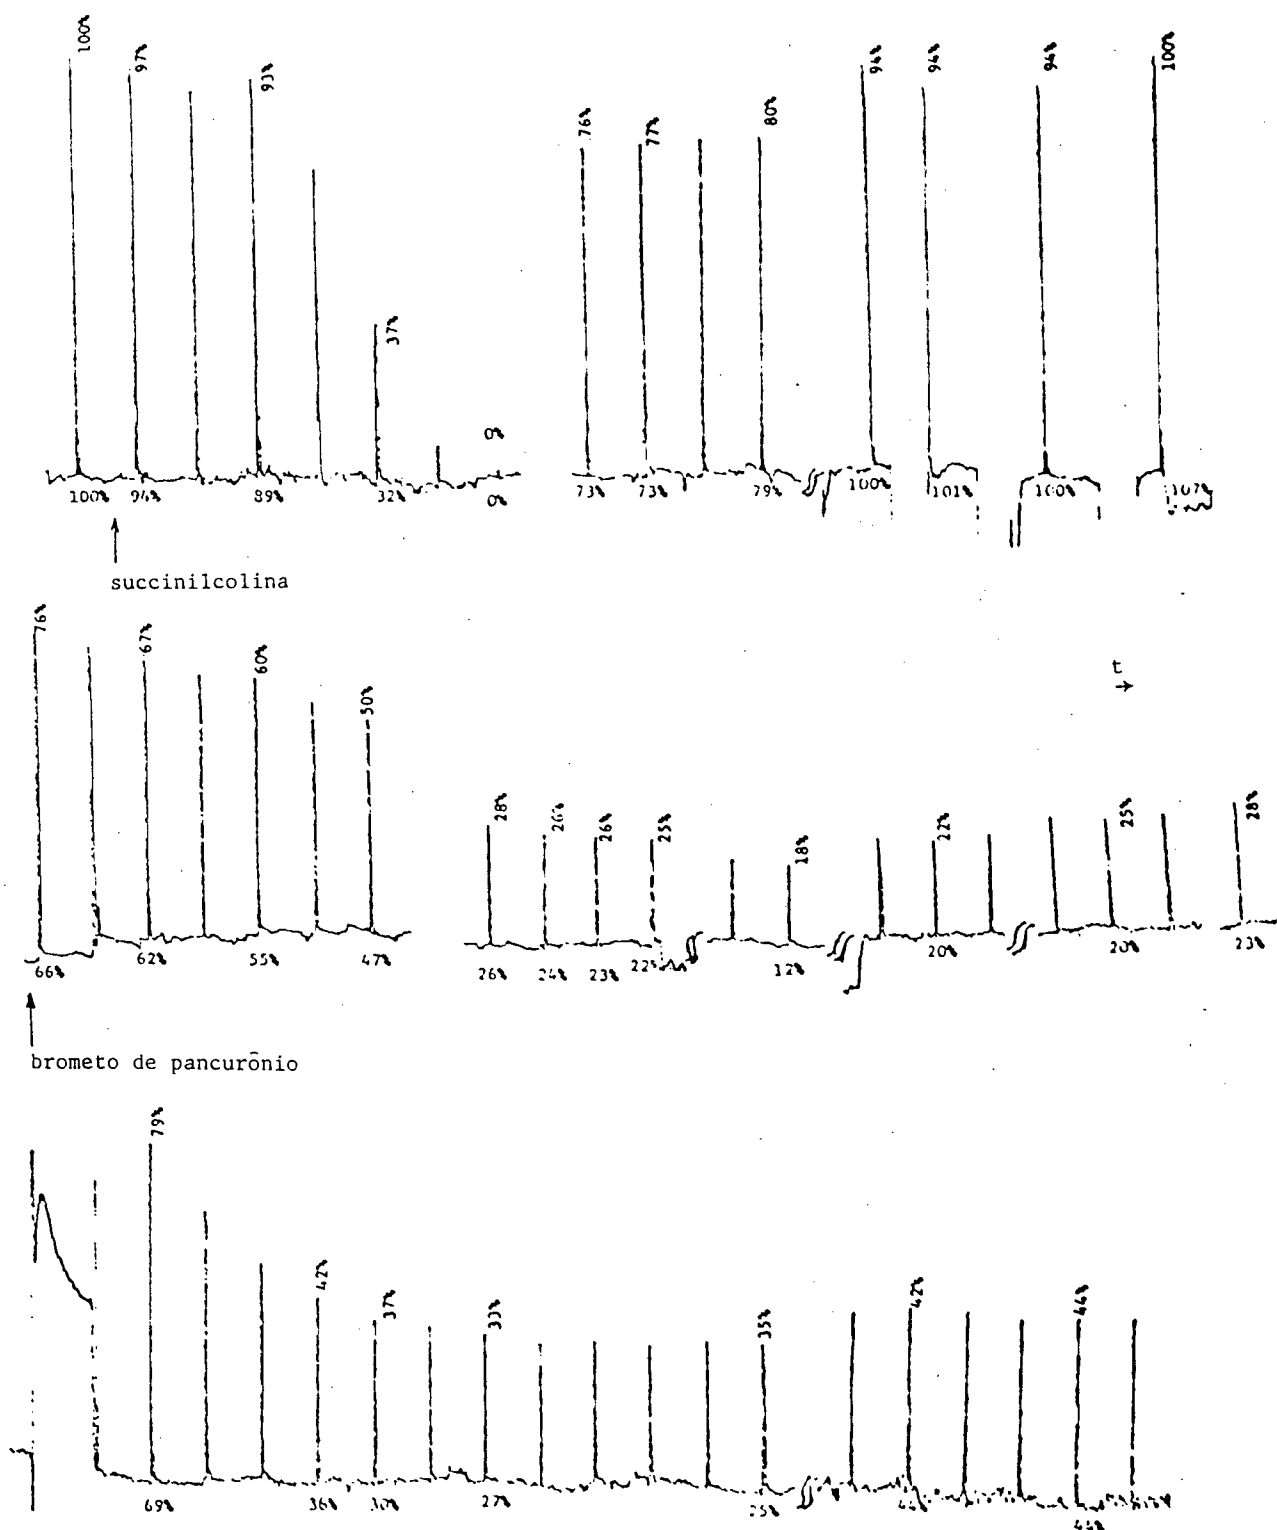 100% 97% 93% 37% 0% 76% 77% 80% 94% 94% 94% 100%
100% 94% 89% 32% 0% 73% 73% 79% 100% 101% 100% 107%
succinilcolina
76% 67% 60% 50% 28% 26% 26% 25% 18% 22% 25% 28%
t
66% 62% 55% 47% 26% 24% 23% 22% 12% 20% 20% 23%
brometo de pancurōnio
79% 42% 37% 33% 35% 42% 44%
69% 36% 30% 27% 35% 44% 44%